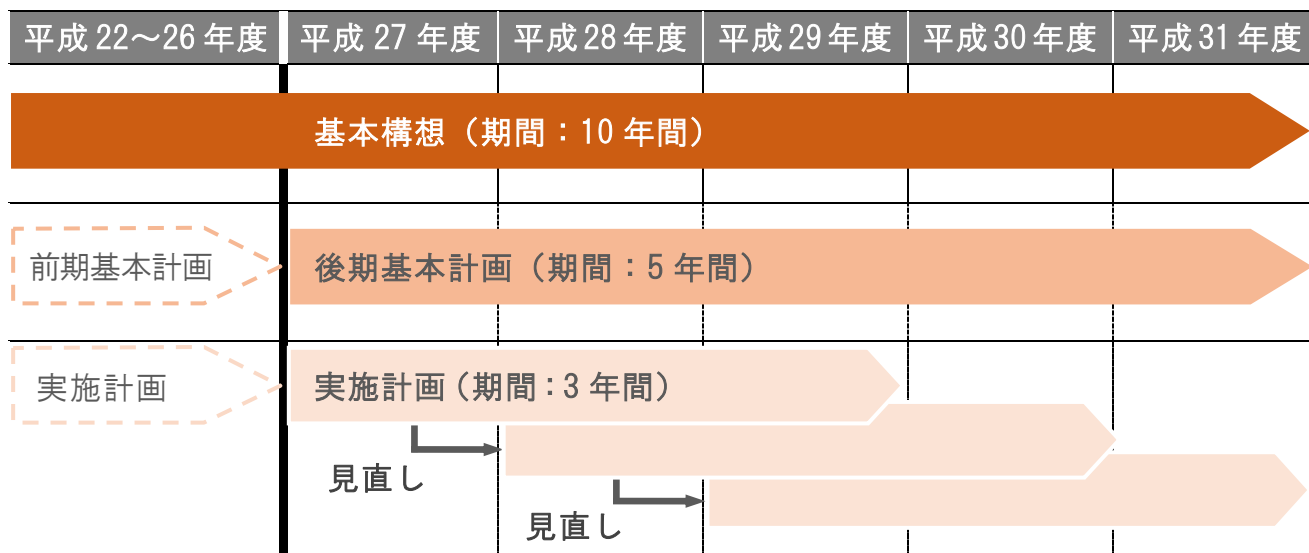 平成 22～26 年度 平成 27 年度 平成 28 年度 平成 29 年度 平成 30 年度 平成 31 年度
基本構想（期間：10 年間）
前期基本計画 後期基本計画（期間：5 年間）
実施計画 実施計画（期間：3 年間）
見直し
見直し